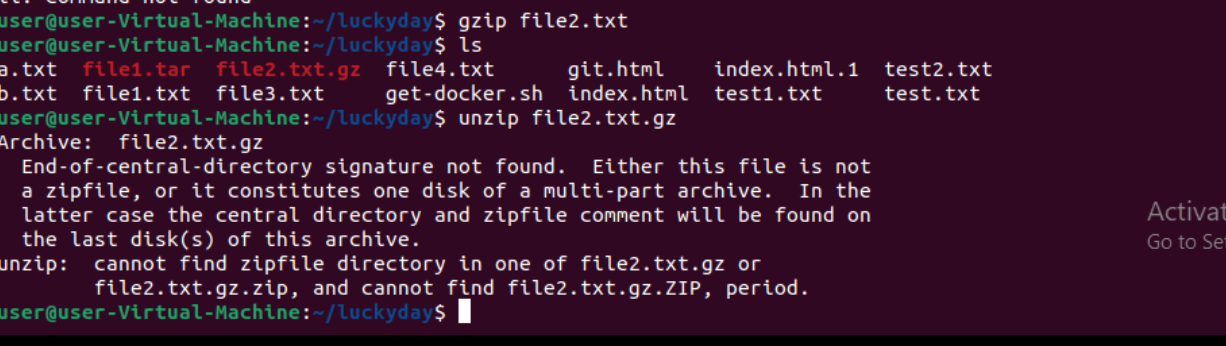 user@user-Virtual-Machine:~/luckyday$ gzip file2.txt
user@user-Virtual-Machine:~/luckyday$ ls
a.txt file1.tar file2.txt.gz file4.txt git.html index.html.1 test2.txt
b.txt file1.txt file3.txt get-docker.sh index.html test1.txt test.txt
user@user-Virtual-Machine:~/luckyday$ unzip file2.txt.gz
Archive: file2.txt.gz
End-of-central-directory signature not found. Either this file is not
a zipfile, or it constitutes one disk of a multi-part archive. In the
latter case the central directory and zipfile comment will be found on
the last disk(s) of this archive.
unzip: cannot find zipfile directory in one of file2.txt.gz or
file2.txt.gz.zip, and cannot find file2.txt.gz.ZIP, period.
user@user-Virtual-Machine:~/luckyday$
Activat
Go to Se